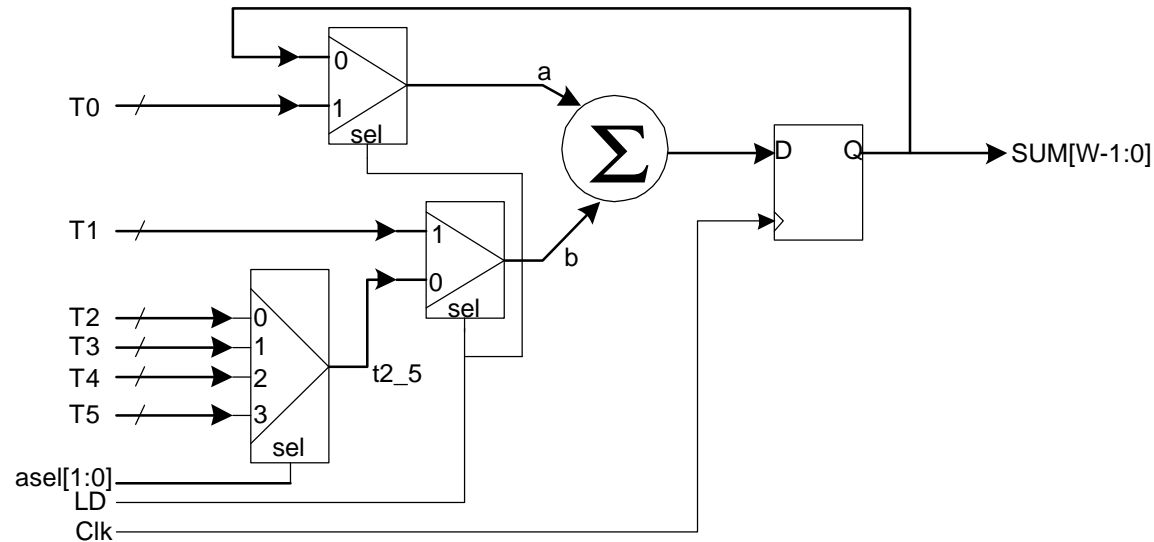 0
T0
1
a
sel
Σ
D
Q
SUM[W-1:0]
T1
1
b
0
T2
0
sel
T3
1
T4
2
t2_5
T5
3
sel
asel[1:0]
LD
Clk